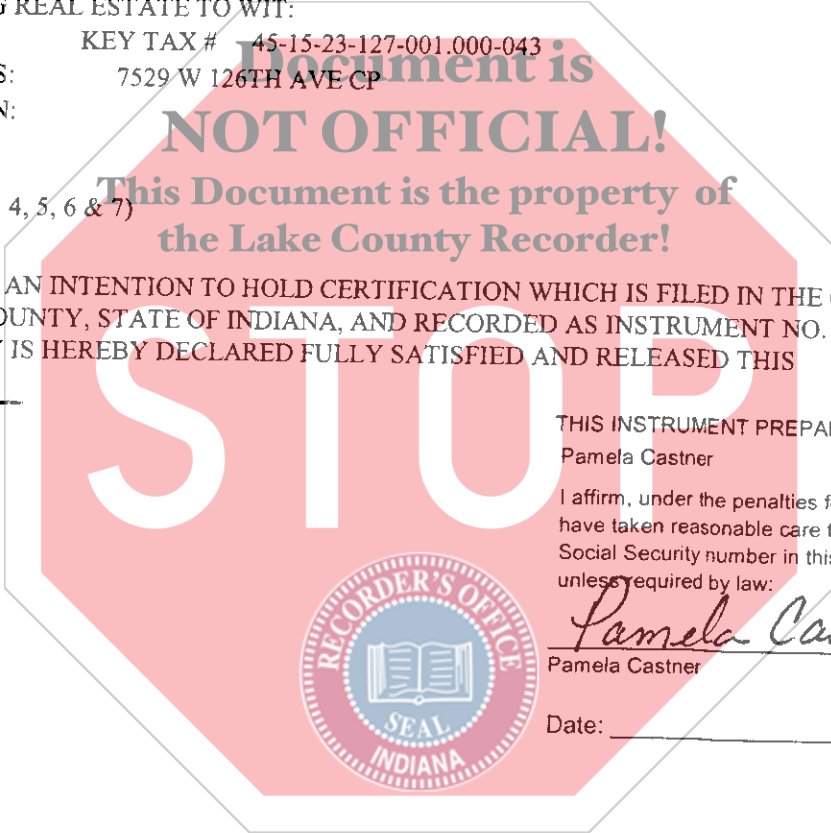 REAL ESTATE TO WIT:
KEY TAX # 45-15-23-127-001.000-043
S: 7529 W 126TH AVE CP
N:
Document is
NOT OFFICIAL!
This Document is the property of
the Lake County Recorder!
4, 5, 6 & 7)
AN INTENTION TO HOLD CERTIFICATION WHICH IS FILED IN THE
OUNTY, STATE OF INDIANA, AND RECORDED AS INSTRUMENT NO.
Y IS HEREBY DECLARED FULLY SATISFIED AND RELEASED THIS
STOP
THIS INSTRUMENT PREPA
Pamela Castner
I affirm, under the penalties f
have taken reasonable care t
Social Security number in this
unless required by law:
Pamela Ca
Pamela Castner
Date:
RECORDER'S OFFICE
SEAL
INDIANA